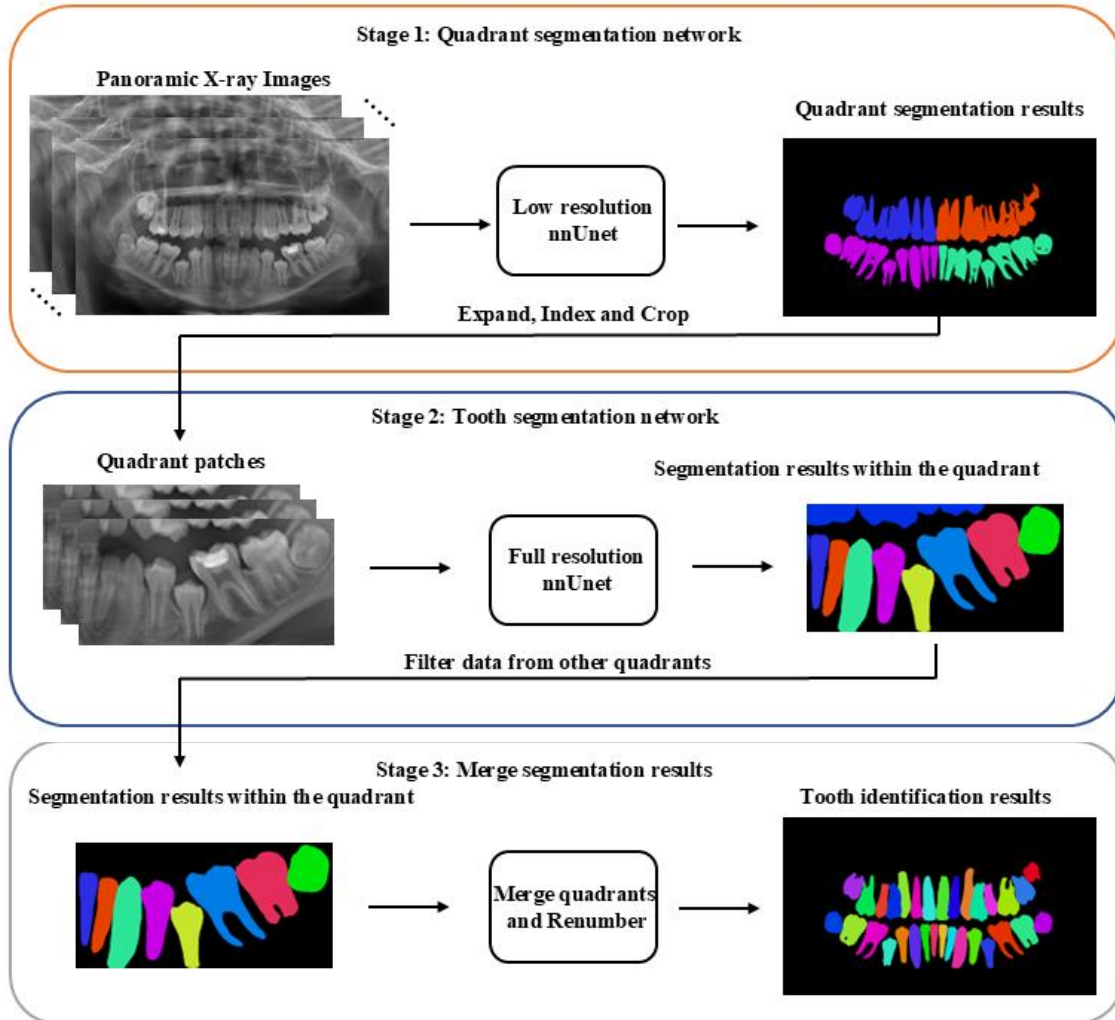 Stage 1: Quadrant segmentation network
Panoramic X-ray Images
Quadrant segmentation results
Low resolution
nnUnet
Expand, Index and Crop
Stage 2: Tooth segmentation network
Quadrant patches
Segmentation results within the quadrant
Full resolution
nnUnet
Filter data from other quadrants
Stage 3: Merge segmentation results
Segmentation results within the quadrant
Tooth identification results
Merge quadrants
and Renumber